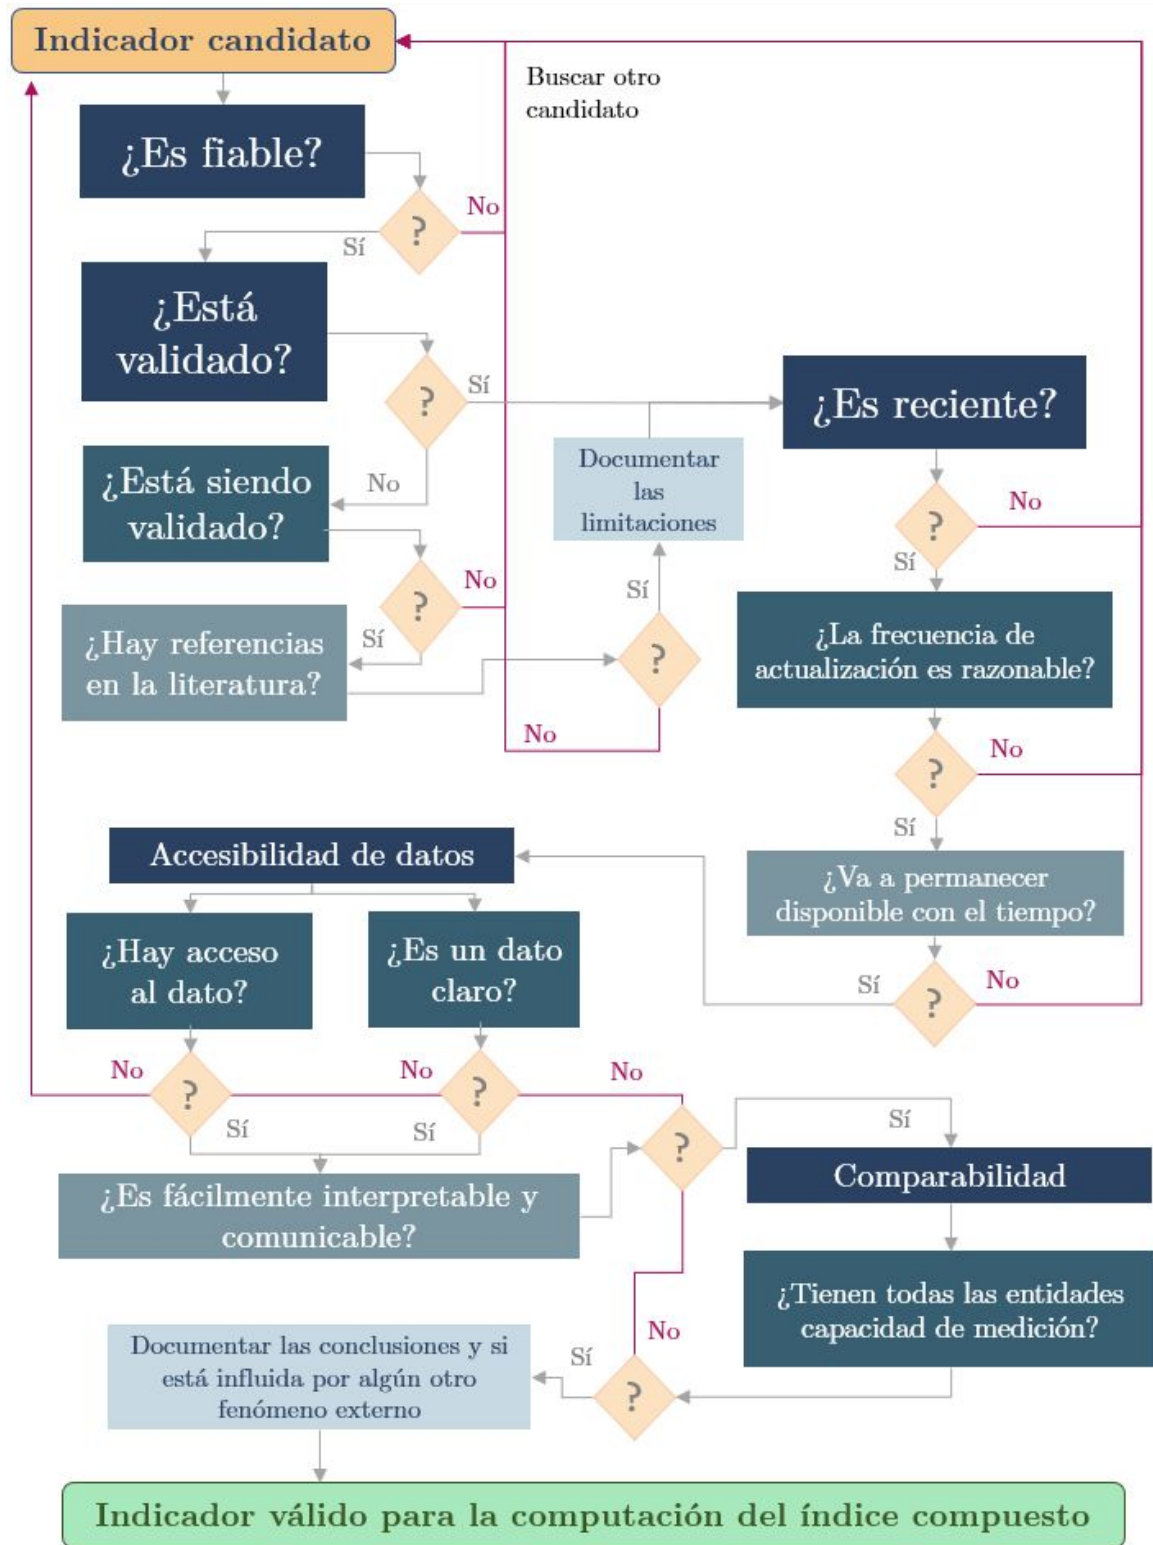 Indicador candidato
Buscar otro
candidato
¿Es fiable?
?
No
Sí
¿Está
validado?
?
Sí
No
¿Es reciente?
?
No
Sí
Documentar
las
limitaciones
¿Está siendo
validado?
?
No
Sí
¿Hay referencias
en la literatura?
?
Sí
No
¿La frecuencia de
actualización es razonable?
?
No
Sí
¿Va a permanecer
disponible con el tiempo?
?
No
Sí
Accesibilidad de datos
¿Hay acceso
al dato?
¿Es un dato
claro?
No
?
No
?
No
Sí
Sí
?
Sí
¿Es fácilmente interpretable y
comunicable?
Comparabilidad
¿Tienen todas las entidades
capacidad de medición?
No
?
Sí
Documentar las conclusiones y si
está influida por algún otro
fenómeno externo
Indicador válido para la computación del índice compuesto